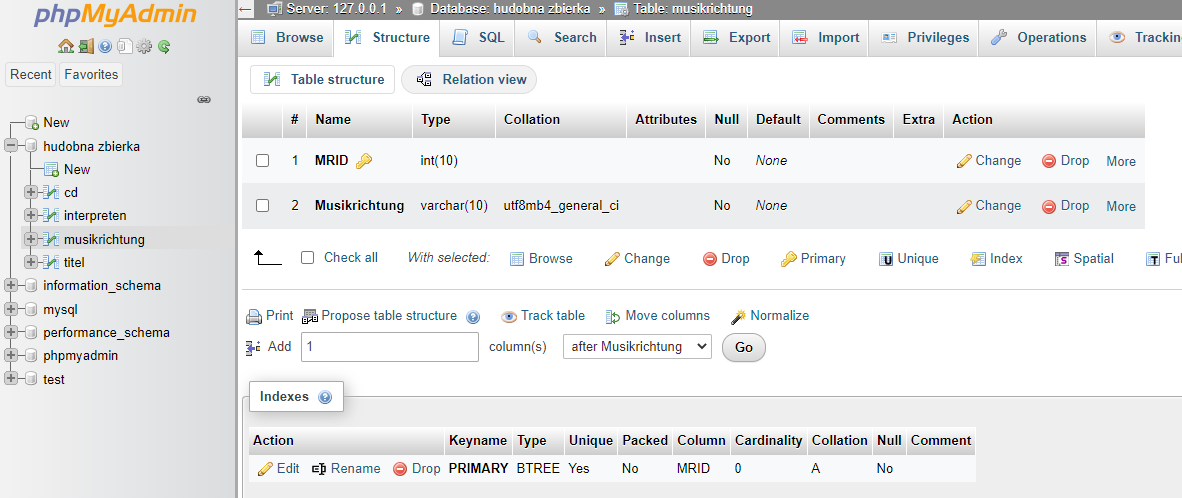 phpMyAdmin
Recent Favorites
New
hudobna zbierka
New
cd
interpreten
musikrichtung
titel
information_schema
mysql
performance_schema
phpmyadmin
test
Server: 127.0.0.1 » Database: hudobna zbierka » Table: musikrichtung
Browse Structure SQL Search Insert Export Import Privileges Operations Trackin
Table structure Relation view
# Name Type Collation Attributes Null Default Comments Extra Action
1 MRID int(10) No None Change Drop More
2 Musikrichtung varchar(10) utf8mb4_general_ci No None Change Drop More
Check all With selected: Browse Change Drop Primary Unique Index Spatial Ful
Print Propose table structure Track table Move columns Normalize
Add 1 column(s) after Musikrichtung Go
Indexes
Action Keyname Type Unique Packed Column Cardinality Collation Null Comment
Edit Rename Drop PRIMARY BTREE Yes No MRID 0 A No